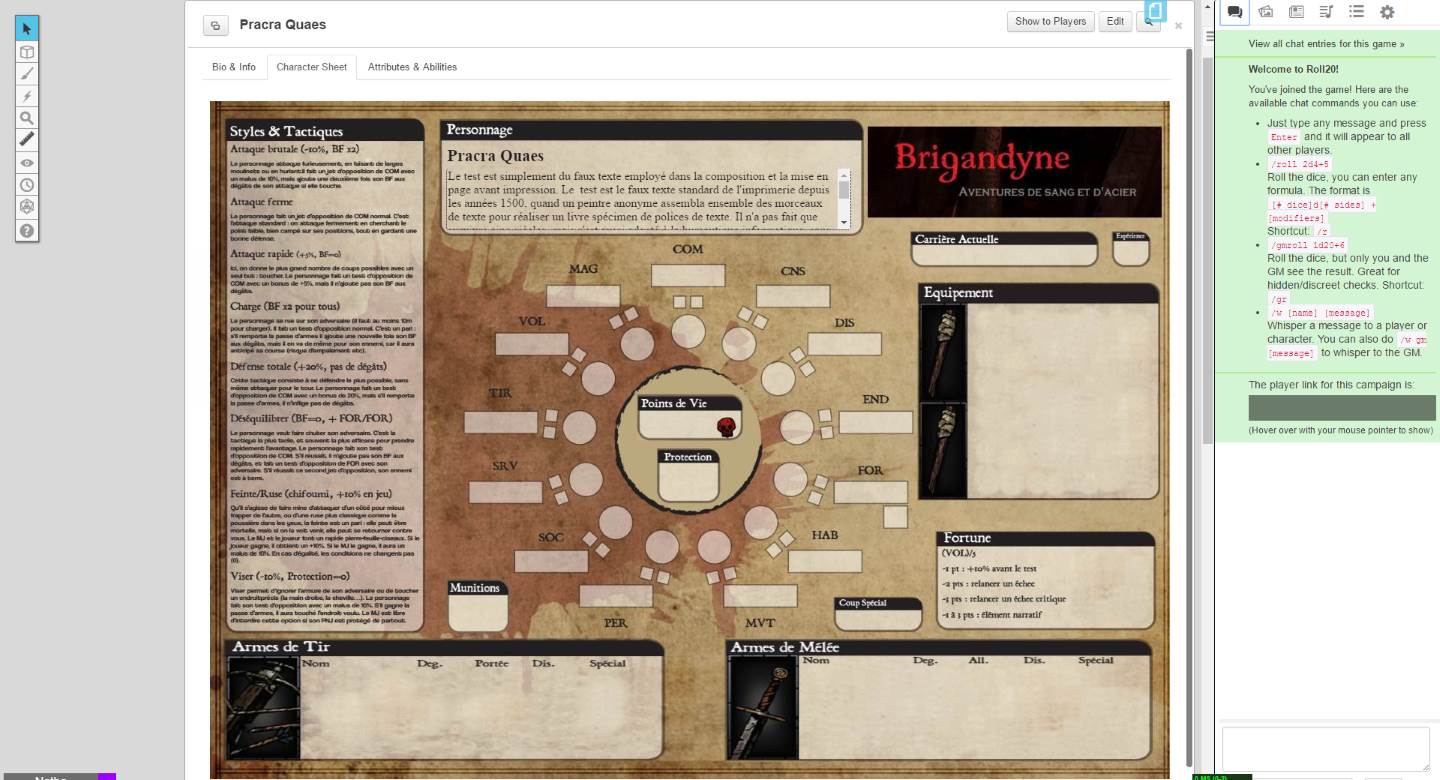 Pracra Quaes
Show to Players
Edit
Bio & Info
Character Sheet
Attributes & Abilities
Styles & Tactiques
Attaque brutale (-10%, BF x2)
Le personnage attaque furieusement, en faisant de larges
moulinets ou en hurlant.Il fait un jet d'opposition de COM avec
un malus de 10%, mais ajoute une deuxième fois son BF aux
dégâts de son attaque si elle touche.
Attaque ferme
Le personnage fait un jet d'opposition de COM normal. C'est
l'attaque standard : on attaque fermement en cherchant le
point faible, bien campé sur ses positions, tout en gardant une
bonne défense.
Attaque rapide (+5%, BF=0)
Ici, on donne le plus grand nombre de coups possibles avec un
seul but : toucher. Le personnage fait un test d'opposition de
COM avec un bonus de +5%, mais il n'ajoute pas son BF aux
dégâts.
Charge (BF x2 pour tous)
Le personnage se rue sur son adversaire (il faut au moins 10m
pour charger). Il fait un test d'opposition normal. C'est un pari :
s'il remporte la passe d'armes il ajoute une nouvelle fois son BF
aux dégâts, mais il en va de même pour son ennemi, car il aura
anticipé sa course (risque d'empalement etc).
Défense totale (+20%, pas de dégâts)
Cette tactique consiste à se défendre le plus possible, sans
même attaquer pour le tour. Le personnage fait un test
d'opposition de COM avec un bonus de 20%, mais s'il remporte
la passe d'armes, il n'inflige pas de dégâts.
Déséquilibrer (BF=0, + FOR/FOR)
Le personnage veut faire chuter son adversaire. C'est la
tactique la plus facile, et souvent la plus efficace pour prendre
rapidement l'avantage. Le personnage fait son test
d'opposition de COM. S'il réussit, il n'ajoute pas son BF aux
dégâts, et fait un test d'opposition de FOR avec son
adversaire. S'il réussit ce second jet d'opposition, son ennemi
est à terre.
Feinte/Ruse (chifoumi, +10% en jeu)
Qu'il s'agisse de faire mine d'attaquer d'un côté pour mieux
frapper de l'autre, ou d'une ruse plus classique comme la
poussière dans les yeux, la feinte est un pari : elle peut être
mortelle, mais si on la voit venir, elle peut se retourner contre
vous. Le MJ et le joueur font un rapide pierre-feuille-ciseaux. Si le
joueur gagne, il obtient un +10%. Si le MJ le gagne, il aura un
malus de 10%. En cas d'égalité, les conditions ne changent pas
(0).
Viser (-10%, Protection=0)
Viser permet d'ignorer l'armure de son adversaire ou de toucher
un endroit précis (la main droite, la cheville...). Le personnage
fait son test d'opposition avec un malus de 10%. S'il gagne la
passe d'armes, il aura touché l'endroit voulu. Le MJ est libre
d'interdire cette option si son PNJ est protégé de partout.
Personnage
Pracra Quaes
Le test est simplement du faux texte employé dans la composition et la mise en
page avant impression. Le test est le faux texte standard de l'imprimerie depuis
les années 1500, quand un peintre anonyme assembla ensemble des morceaux
de texte pour réaliser un livre spécimen de polices de texte. Il n'a pas fait que
Brigandyne
AVENTURES DE SANG ET D'ACIER
Carrière Actuelle
Expérience
COM
MAG
CNS
VOL
DIS
TIR
END
SRV
FOR
SOC
HAB
PER
MVT
Points de Vie
Protection
Equipement
Fortune
(VOL)/5
-1 pt : +10% avant le test
-2 pts : relancer un échec
-3 pts : relancer un échec critique
-1 à 3 pts : élément narratif
Munitions
Coup Spécial
Armes de Tir
Nom Deg. Portée Dis. Spécial
Armes de Mêlée
Nom Deg. All. Dis. Spécial
View all chat entries for this game »
Welcome to Roll20!
You've joined the game! Here are the
available chat commands you can use:
Just type any message and press
Enter and it will appear to all
other players.
/roll 2d4+5
Roll the dice, you can enter any
formula. The format is
[# dice]d[# sides] +
[modifiers]
Shortcut: /r
/gmroll 1d20+6
Roll the dice, but only you and the
GM see the result. Great for
hidden/discreet checks. Shortcut:
/gr
/w [name] [message]
Whisper a message to a player or
character. You can also do /w gm
[message] to whisper to the GM.
The player link for this campaign is:
(Hover over with your mouse pointer to show)